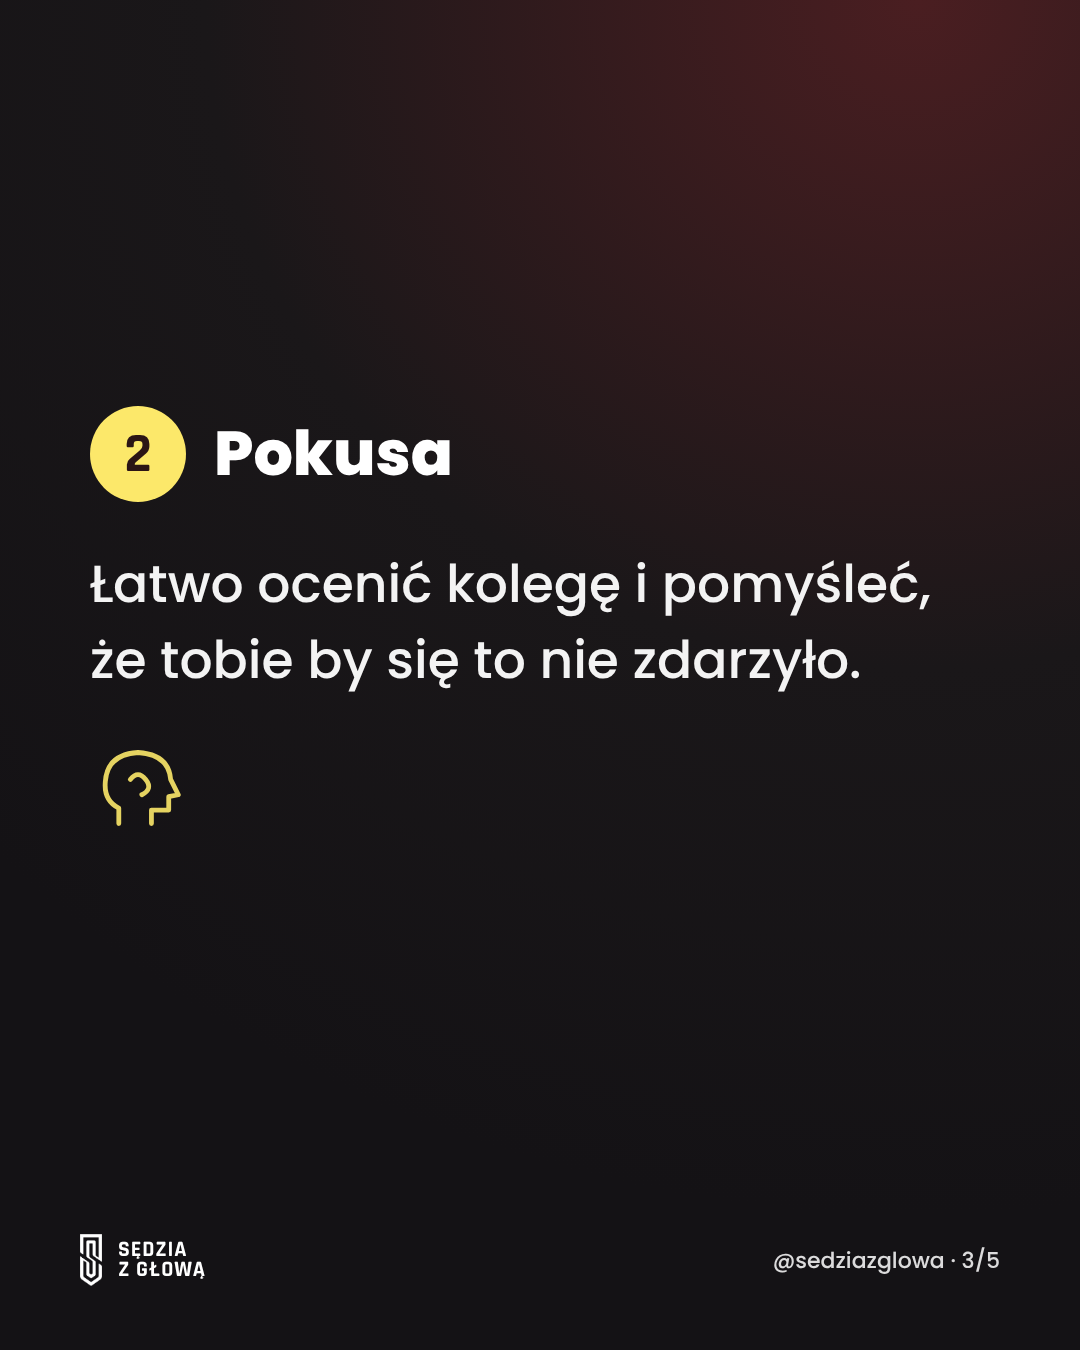 2 Pokusa
Łatwo ocenić kolegę i pomyśleć,
że tobie by się to nie zdarzyło.
SĘDZIA
Z GŁOWĄ
@sedziazglowa · 3/5